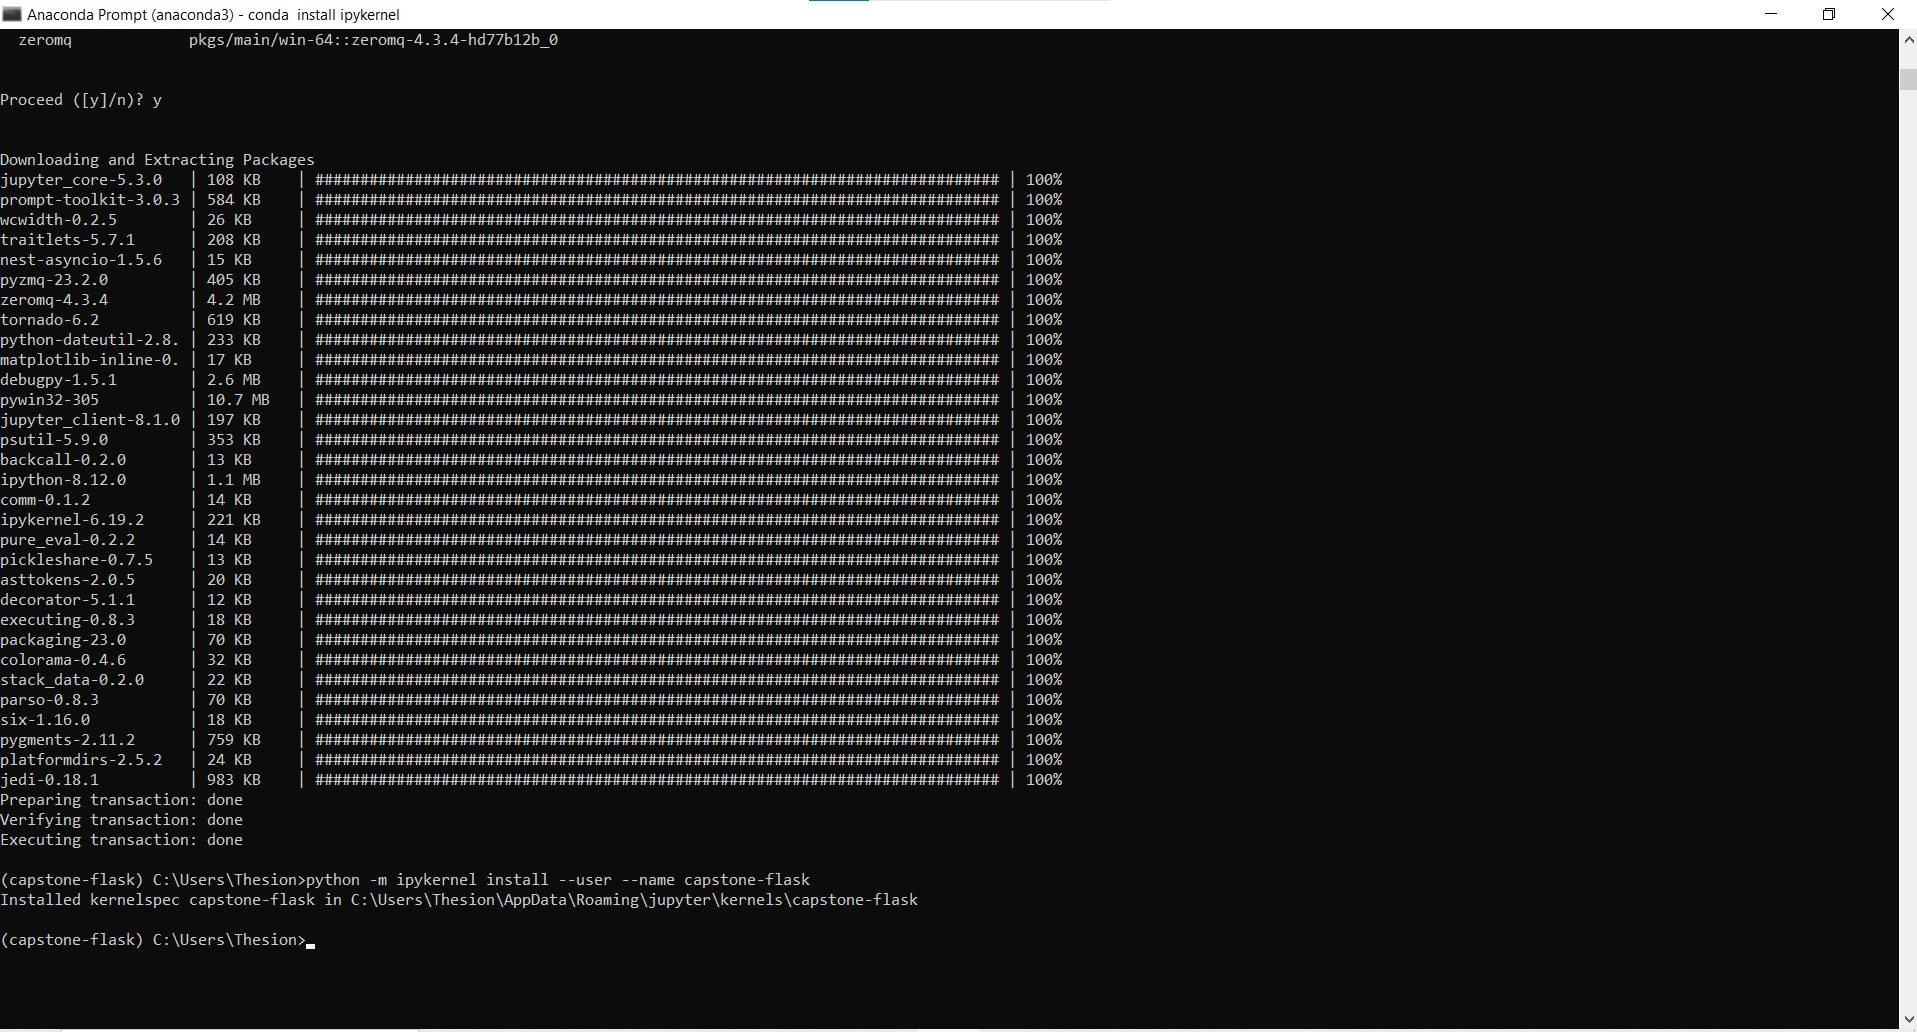 Anaconda Prompt (anaconda3) - conda  install ipykernel
  zeromq             pkgs/main/win-64::zeromq-4.3.4-hd77b12b_0
Proceed ([y]/n)? y
Downloading and Extracting Packages
jupyter_core-5.3.0   | 108 KB    | ############################################################################ | 100%
prompt-toolkit-3.0.3 | 584 KB    | ############################################################################ | 100%
wcwidth-0.2.5        | 26 KB     | ############################################################################ | 100%
traitlets-5.7.1      | 208 KB    | ############################################################################ | 100%
nest-asyncio-1.5.6   | 15 KB     | ############################################################################ | 100%
pyzmq-23.2.0         | 405 KB    | ############################################################################ | 100%
zeromq-4.3.4         | 4.2 MB    | ############################################################################ | 100%
tornado-6.2          | 619 KB    | ############################################################################ | 100%
python-dateutil-2.8. | 233 KB    | ############################################################################ | 100%
matplotlib-inline-0. | 17 KB     | ############################################################################ | 100%
debugpy-1.5.1        | 2.6 MB    | ############################################################################ | 100%
pywin32-305          | 10.7 MB   | ############################################################################ | 100%
jupyter_client-8.1.0 | 197 KB    | ############################################################################ | 100%
psutil-5.9.0         | 353 KB    | ############################################################################ | 100%
backcall-0.2.0       | 13 KB     | ############################################################################ | 100%
ipython-8.12.0       | 1.1 MB    | ############################################################################ | 100%
comm-0.1.2           | 14 KB     | ############################################################################ | 100%
ipykernel-6.19.2     | 221 KB    | ############################################################################ | 100%
pure_eval-0.2.2      | 14 KB     | ############################################################################ | 100%
pickleshare-0.7.5    | 13 KB     | ############################################################################ | 100%
asttokens-2.0.5      | 20 KB     | ############################################################################ | 100%
decorator-5.1.1      | 12 KB     | ############################################################################ | 100%
executing-0.8.3      | 18 KB     | ############################################################################ | 100%
packaging-23.0       | 70 KB     | ############################################################################ | 100%
colorama-0.4.6       | 32 KB     | ############################################################################ | 100%
stack_data-0.2.0     | 22 KB     | ############################################################################ | 100%
parso-0.8.3          | 70 KB     | ############################################################################ | 100%
six-1.16.0           | 18 KB     | ############################################################################ | 100%
pygments-2.11.2      | 759 KB    | ############################################################################ | 100%
platformdirs-2.5.2   | 24 KB     | ############################################################################ | 100%
jedi-0.18.1          | 983 KB    | ############################################################################ | 100%
Preparing transaction: done
Verifying transaction: done
Executing transaction: done
(capstone-flask) C:\Users\Thesion>python -m ipykernel install --user --name capstone-flask
Installed kernelspec capstone-flask in C:\Users\Thesion\AppData\Roaming\jupyter\kernels\capstone-flask
(capstone-flask) C:\Users\Thesion>